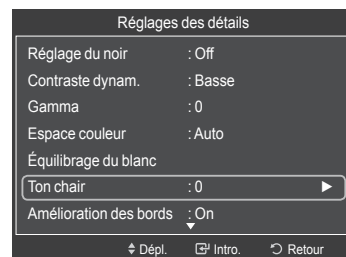 Réglages des détails
Réglage du noir : Off
Contraste dynam. : Basse
Gamma : 0
Espace couleur : Auto
Équilibrage du blanc
Ton chair : 0
Amélioration des bords : On
Dépl. Intro. Retour